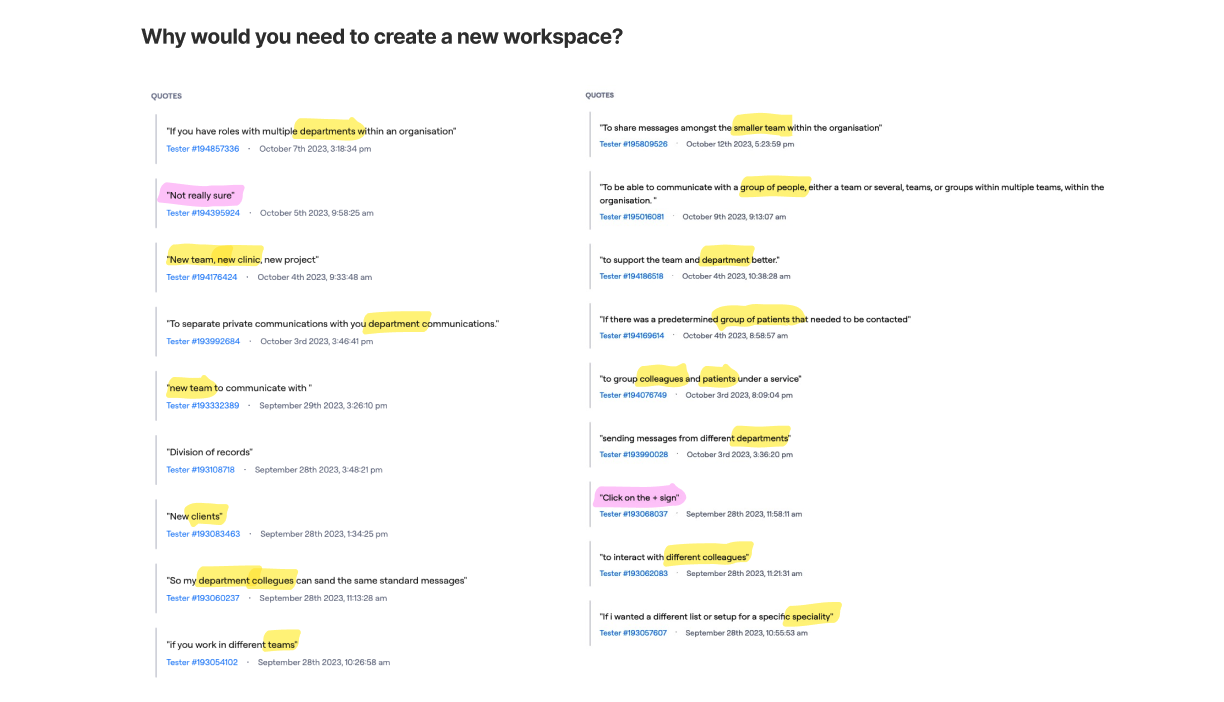 Why would you need to create a new workspace?
QUOTES
"If you have roles with multiple departments within an organisation"
Tester #194857336 · October 7th 2023, 3:18:34 pm
"Not really sure"
Tester #194395924 · October 5th 2023, 9:58:25 am
"New team, new clinic, new project"
Tester #194176424 · October 4th 2023, 9:33:48 am
"To separate private communications with you department communications."
Tester #193992684 · October 3rd 2023, 3:46:41 pm
"new team to communicate with "
Tester #193332389 · September 29th 2023, 3:26:10 pm
"Division of records"
Tester #193108718 · September 28th 2023, 3:48:21 pm
"New clients"
Tester #193083463 · September 28th 2023, 1:34:25 pm
"So my department collegues can sand the same standard messages"
Tester #193060237 · September 28th 2023, 11:13:28 am
"if you work in different teams"
Tester #193054102 · September 28th 2023, 10:26:58 am
QUOTES
"To share messages amongst the smaller team within the organisation"
Tester #195809526 · October 12th 2023, 5:23:59 pm
"To be able to communicate with a group of people, either a team or several, teams, or groups within multiple teams, within the
organisation. "
Tester #195016081 · October 9th 2023, 9:13:07 am
"to support the team and department better."
Tester #194186518 · October 4th 2023, 10:38:28 am
"If there was a predetermined group of patients that needed to be contacted"
Tester #194169614 · October 4th 2023, 8:58:57 am
"to group colleagues and patients under a service"
Tester #194076749 · October 3rd 2023, 8:09:04 pm
"sending messages from different departments"
Tester #193990028 · October 3rd 2023, 3:36:20 pm
"Click on the + sign"
Tester #193068037 · September 28th 2023, 11:58:11 am
"to interact with different colleagues"
Tester #193062083 · September 28th 2023, 11:21:31 am
"If i wanted a different list or setup for a specific speciality"
Tester #193057607 · September 28th 2023, 10:55:53 am